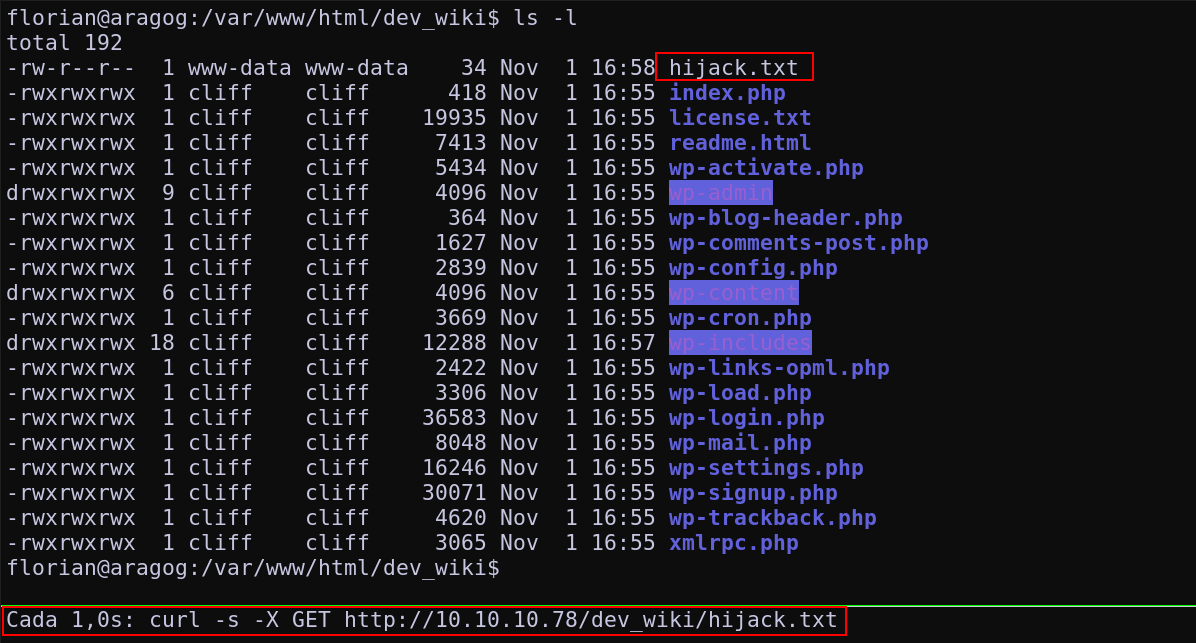 florian@aragog:/var/www/html/dev_wiki$ ls -l
total 192
-rw-r--r--  1 www-data www-data    34 Nov  1 16:58 hijack.txt
-rwxrwxrwx  1 cliff    cliff      418 Nov  1 16:55 index.php
-rwxrwxrwx  1 cliff    cliff    19935 Nov  1 16:55 license.txt
-rwxrwxrwx  1 cliff    cliff     7413 Nov  1 16:55 readme.html
-rwxrwxrwx  1 cliff    cliff     5434 Nov  1 16:55 wp-activate.php
drwxrwxrwx  9 cliff    cliff     4096 Nov  1 16:55 wp-admin
-rwxrwxrwx  1 cliff    cliff      364 Nov  1 16:55 wp-blog-header.php
-rwxrwxrwx  1 cliff    cliff     1627 Nov  1 16:55 wp-comments-post.php
-rwxrwxrwx  1 cliff    cliff     2839 Nov  1 16:55 wp-config.php
drwxrwxrwx  6 cliff    cliff     4096 Nov  1 16:55 wp-content
-rwxrwxrwx  1 cliff    cliff     3669 Nov  1 16:55 wp-cron.php
drwxrwxrwx 18 cliff    cliff    12288 Nov  1 16:57 wp-includes
-rwxrwxrwx  1 cliff    cliff     2422 Nov  1 16:55 wp-links-opml.php
-rwxrwxrwx  1 cliff    cliff     3306 Nov  1 16:55 wp-load.php
-rwxrwxrwx  1 cliff    cliff    36583 Nov  1 16:55 wp-login.php
-rwxrwxrwx  1 cliff    cliff     8048 Nov  1 16:55 wp-mail.php
-rwxrwxrwx  1 cliff    cliff    16246 Nov  1 16:55 wp-settings.php
-rwxrwxrwx  1 cliff    cliff    30071 Nov  1 16:55 wp-signup.php
-rwxrwxrwx  1 cliff    cliff     4620 Nov  1 16:55 wp-trackback.php
-rwxrwxrwx  1 cliff    cliff     3065 Nov  1 16:55 xmlrpc.php
florian@aragog:/var/www/html/dev_wiki$
Cada 1,0s: curl -s -X GET http://10.10.10.78/dev_wiki/hijack.txt